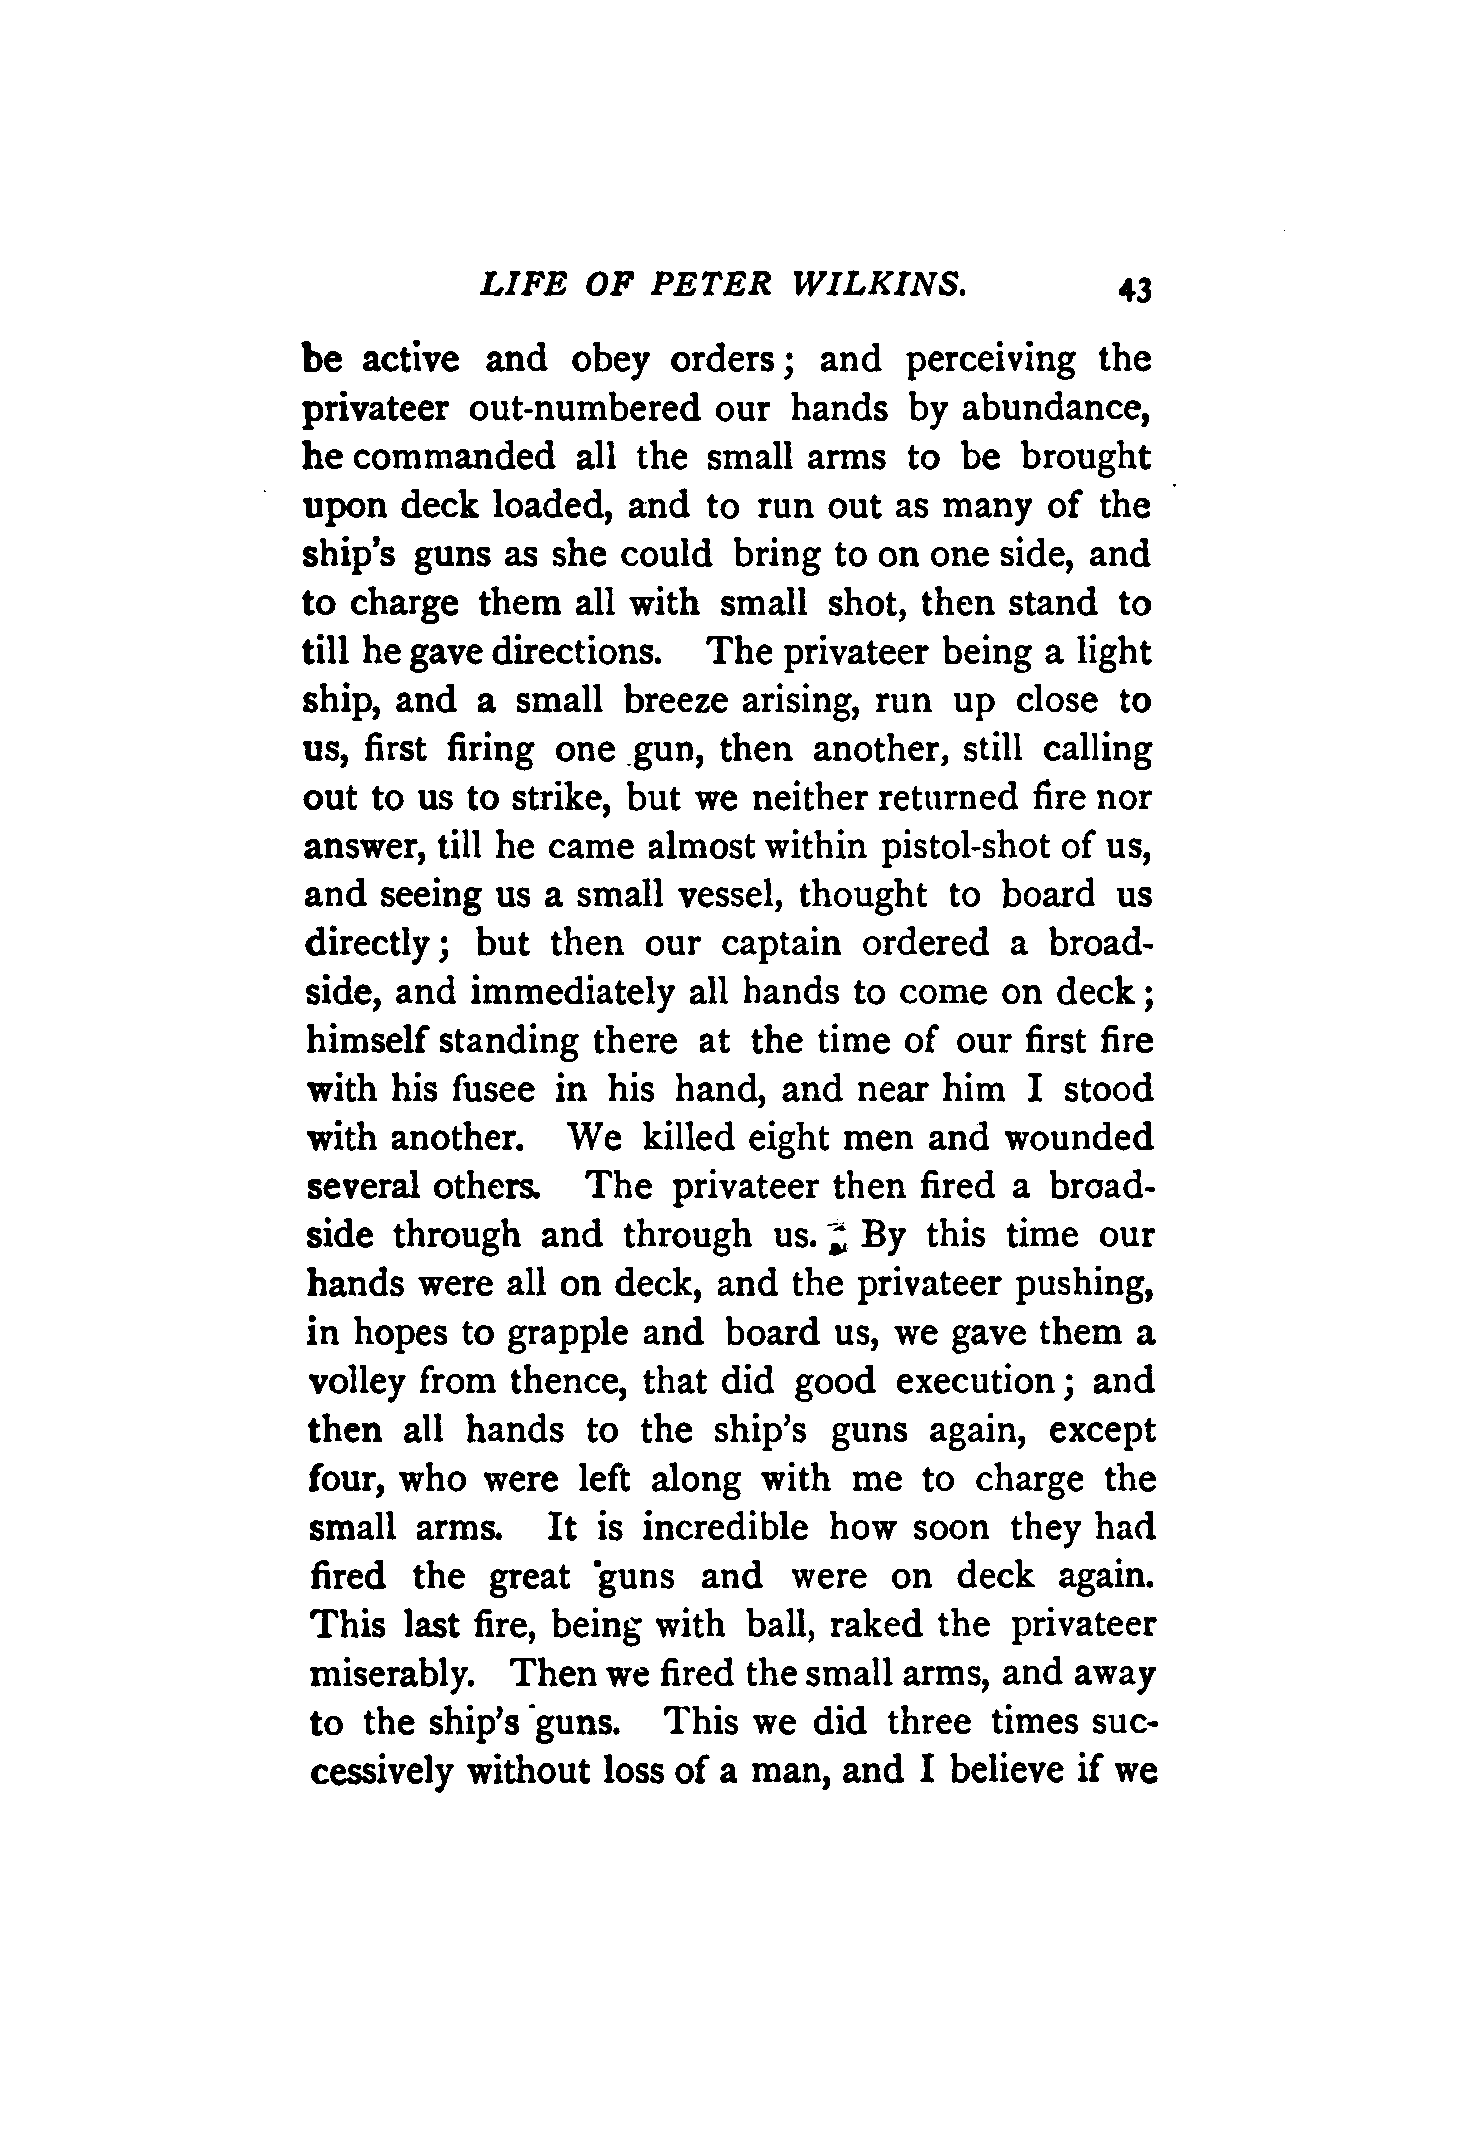 LIFE OF PETER WILKINS. 43
be active and obey orders; and perceiving the
privateer out-numbered our hands by abundance,
he commanded all the small arms to be brought
upon deck loaded, and to run out as many of the
ship's guns as she could bring to on one side, and
to charge them all with small shot, then stand to
till he gave directions. The privateer being a light
ship, and a small breeze arising, run up close to
us, first firing one gun, then another, still calling
out to us to strike, but we neither returned fire nor
answer, till he came almost within pistol-shot of us,
and seeing us a small vessel, thought to board us
directly; but then our captain ordered a broad-
side, and immediately all hands to come on deck;
himself standing there at the time of our first fire
with his fusee in his hand, and near him I stood
with another. We killed eight men and wounded
several others. The privateer then fired a broad-
side through and through us. By this time our
hands were all on deck, and the privateer pushing,
in hopes to grapple and board us, we gave them a
volley from thence, that did good execution; and
then all hands to the ship's guns again, except
four, who were left along with me to charge the
small arms. It is incredible how soon they had
fired the great guns and were on deck again.
This last fire, being with ball, raked the privateer
miserably. Then we fired the small arms, and away
to the ship's guns. This we did three times suc-
cessively without loss of a man, and I believe if we